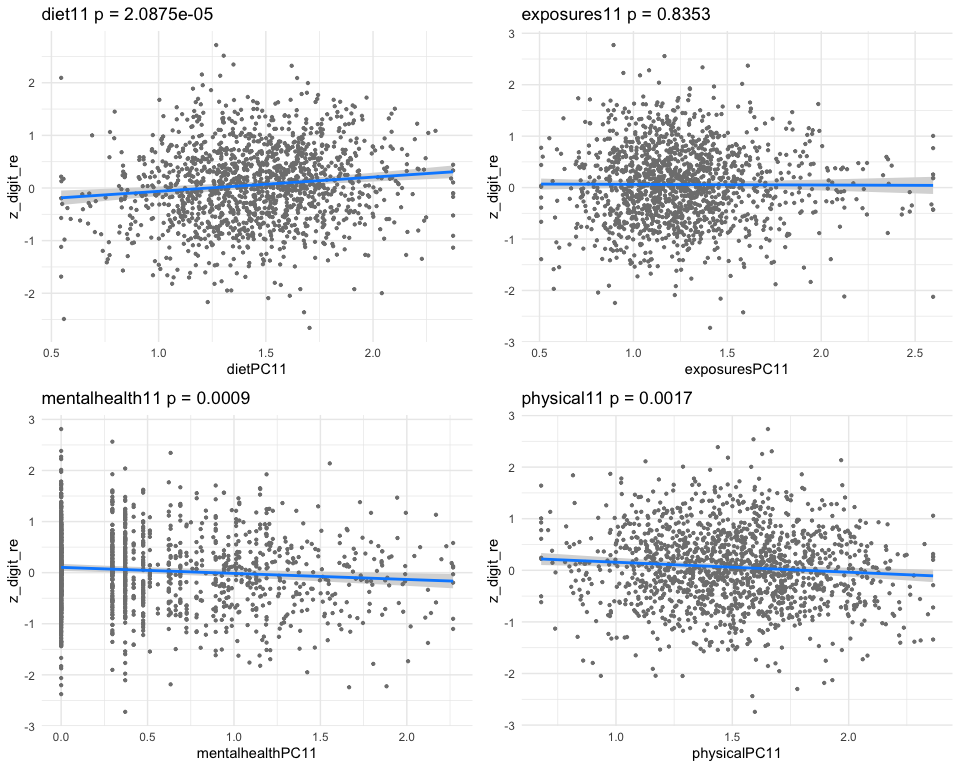 diet11 p = 2.0875e-05
z_digit_re
2
1
0
-1
-2
0.5 1.0 1.5 2.0
dietPC11
exposures11 p = 0.8353
z_digit_re
3
2
1
0
-1
-2
-3
0.5 1.0 1.5 2.0 2.5
exposuresPC11
mentalhealth11 p = 0.0009
z_digit_re
3
2
1
0
-1
-2
-3
0.0 0.5 1.0 1.5 2.0
mentalhealthPC11
physical11 p = 0.0017
z_digit_re
3
2
1
0
-1
-2
-3
1.0 1.5 2.0
physicalPC11